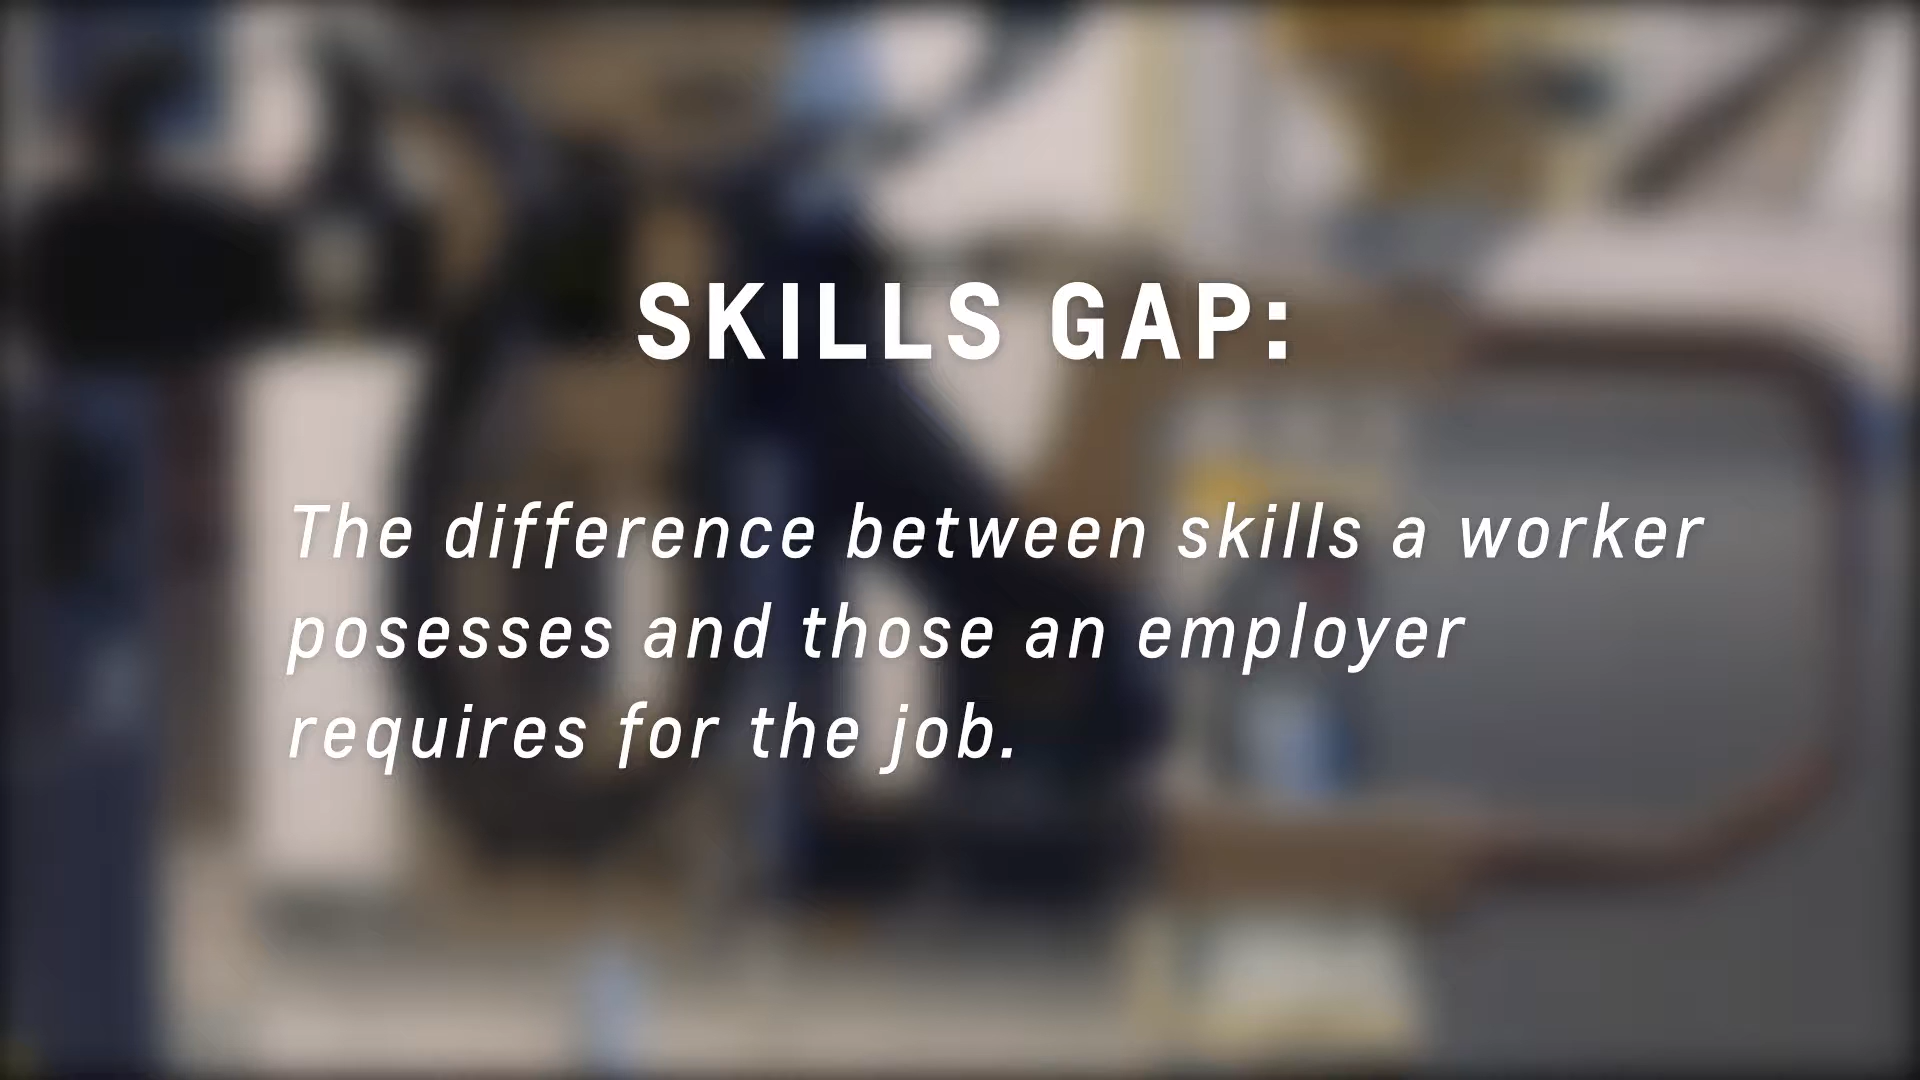 SKILLS GAP:
The difference between skills a worker
posesses and those an employer
requires for the job.